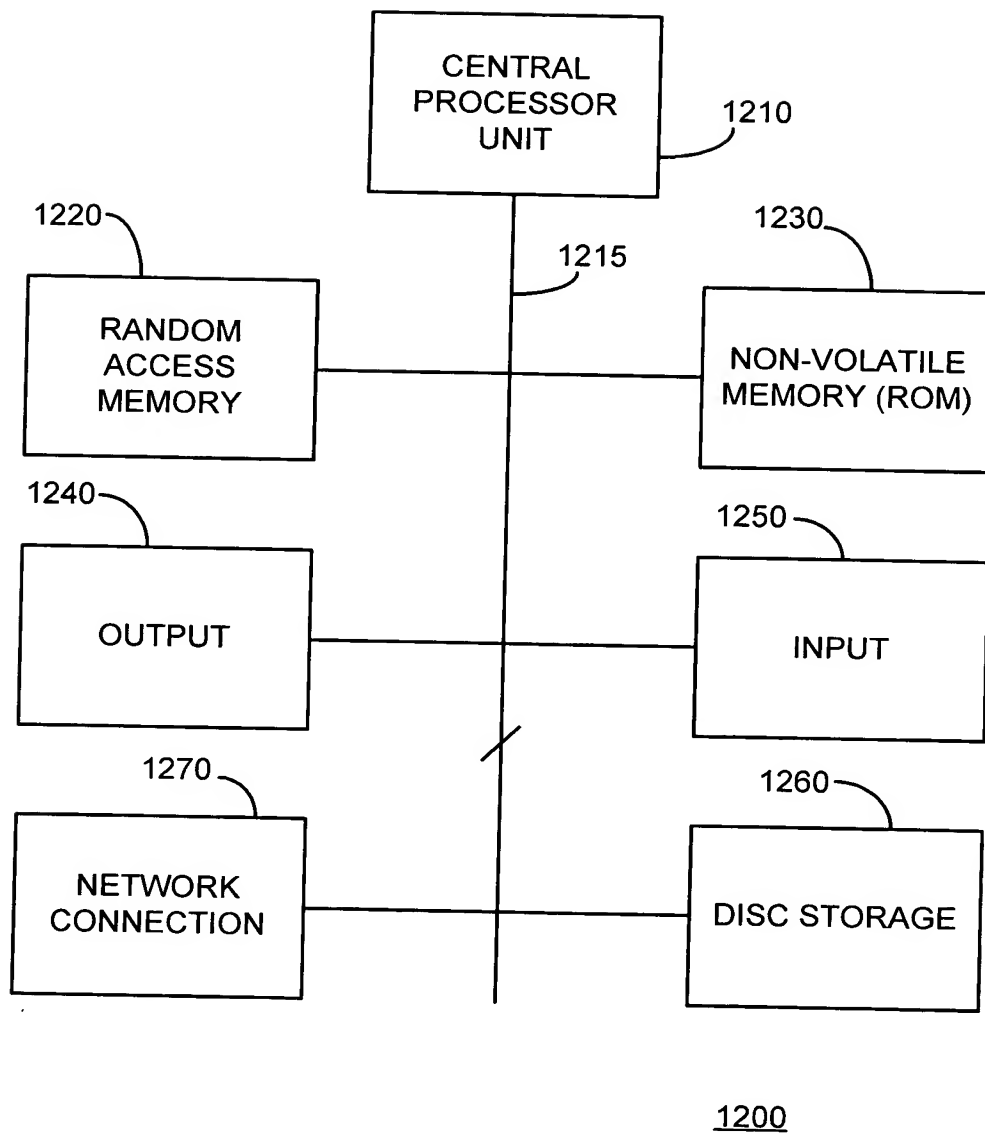 CENTRAL
PROCESSOR
UNIT
1210
1220
1215
1230
RANDOM
ACCESS
MEMORY
NON-VOLATILE
MEMORY (ROM)
1240
1250
OUTPUT
INPUT
1270
1260
NETWORK
CONNECTION
DISC STORAGE
1200